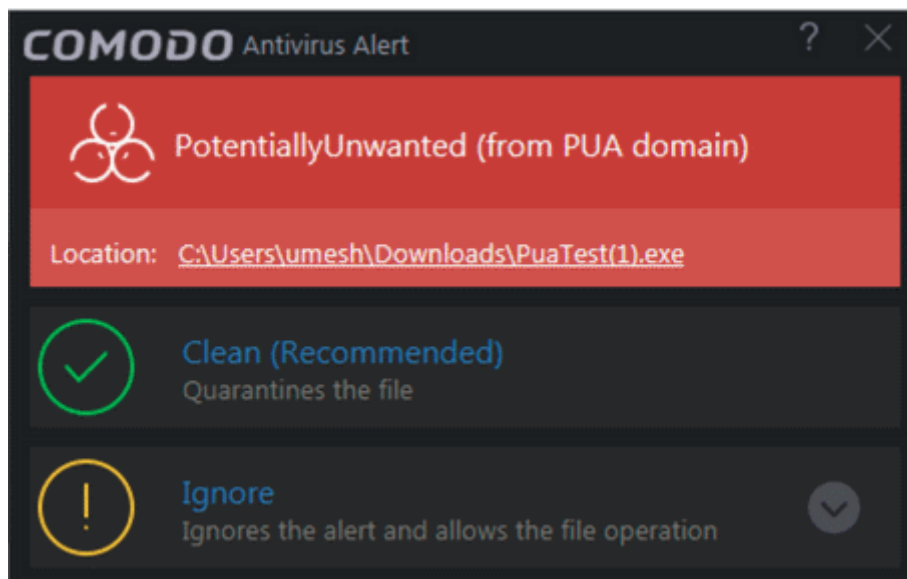 COMODO Antivirus Alert ?
PotentiallyUnwanted (from PUA domain)
Location: C:\Users\umesh\Downloads\PuaTest(1).exe
Clean (Recommended)
Quarantines the file
Ignore
Ignores the alert and allows the file operation